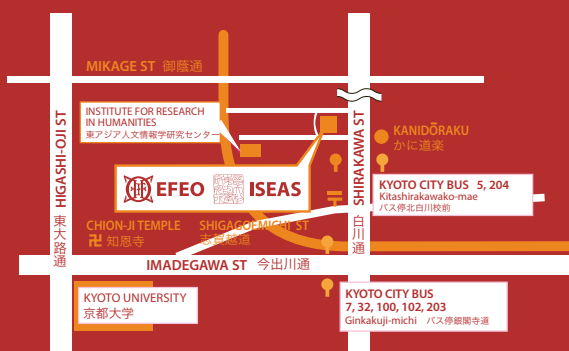 MIKAGE ST 御蔭通
INSTITUTE FOR RESEARCH
IN HUMANITIES
東アジア人文情報学研究センター
HIGASHI-OJI ST 東大路通
SHIRAKAWA ST 白川通
KANIDŌRAKU
かに道楽
EFEO ISEAS
KYOTO CITY BUS 5, 204
Kitashirakawako-mae
バス停北白川校前
CHION-JI TEMPLE
卍 知恩寺
SHIGAGOEMICHI ST
志賀越道
IMADEGAWA ST 今出川通
KYOTO UNIVERSITY
京都大学
KYOTO CITY BUS
7, 32, 100, 102, 203
Ginkakuji-michi バス停銀閣寺道